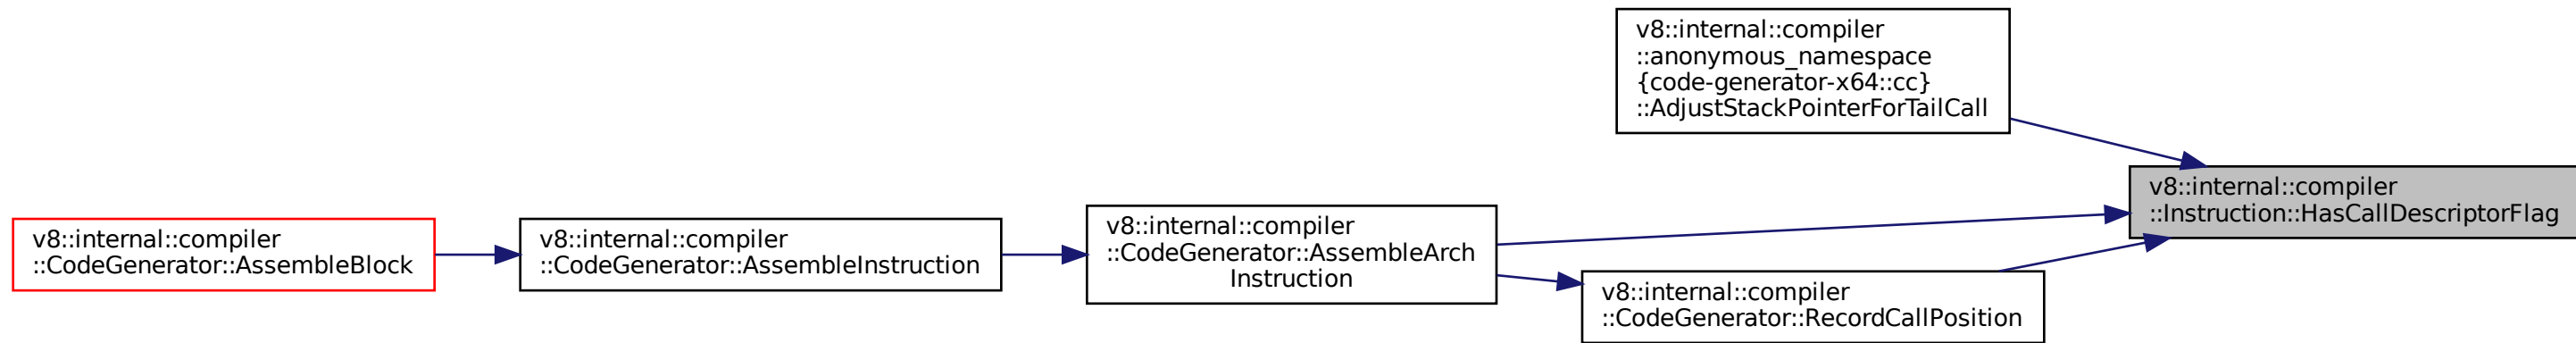 v8::internal::compiler
::anonymous_namespace
{code-generator-x64::cc}
::AdjustStackPointerForTailCall
v8::internal::compiler
::Instruction::HasCallDescriptorFlag
v8::internal::compiler
::CodeGenerator::AssembleArch
Instruction
v8::internal::compiler
::CodeGenerator::AssembleBlock
v8::internal::compiler
::CodeGenerator::AssembleInstruction
v8::internal::compiler
::CodeGenerator::RecordCallPosition